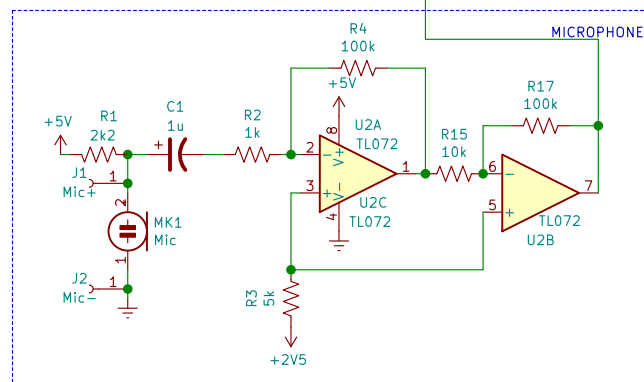 MICROPHONE
R4
100k
+5V
R17
100k
C1
1u
R1
2k2
+5V
R2
1k
U2A
TL072
R15
10k
8
V+
2
−
1
6
−
J1
Mic+
1
3
+
V-
U2C
TL072
4
7
5
+
TL072
U2B
2
MK1
Mic
1
J2
Mic-
1
R3
5k
+2V5
+